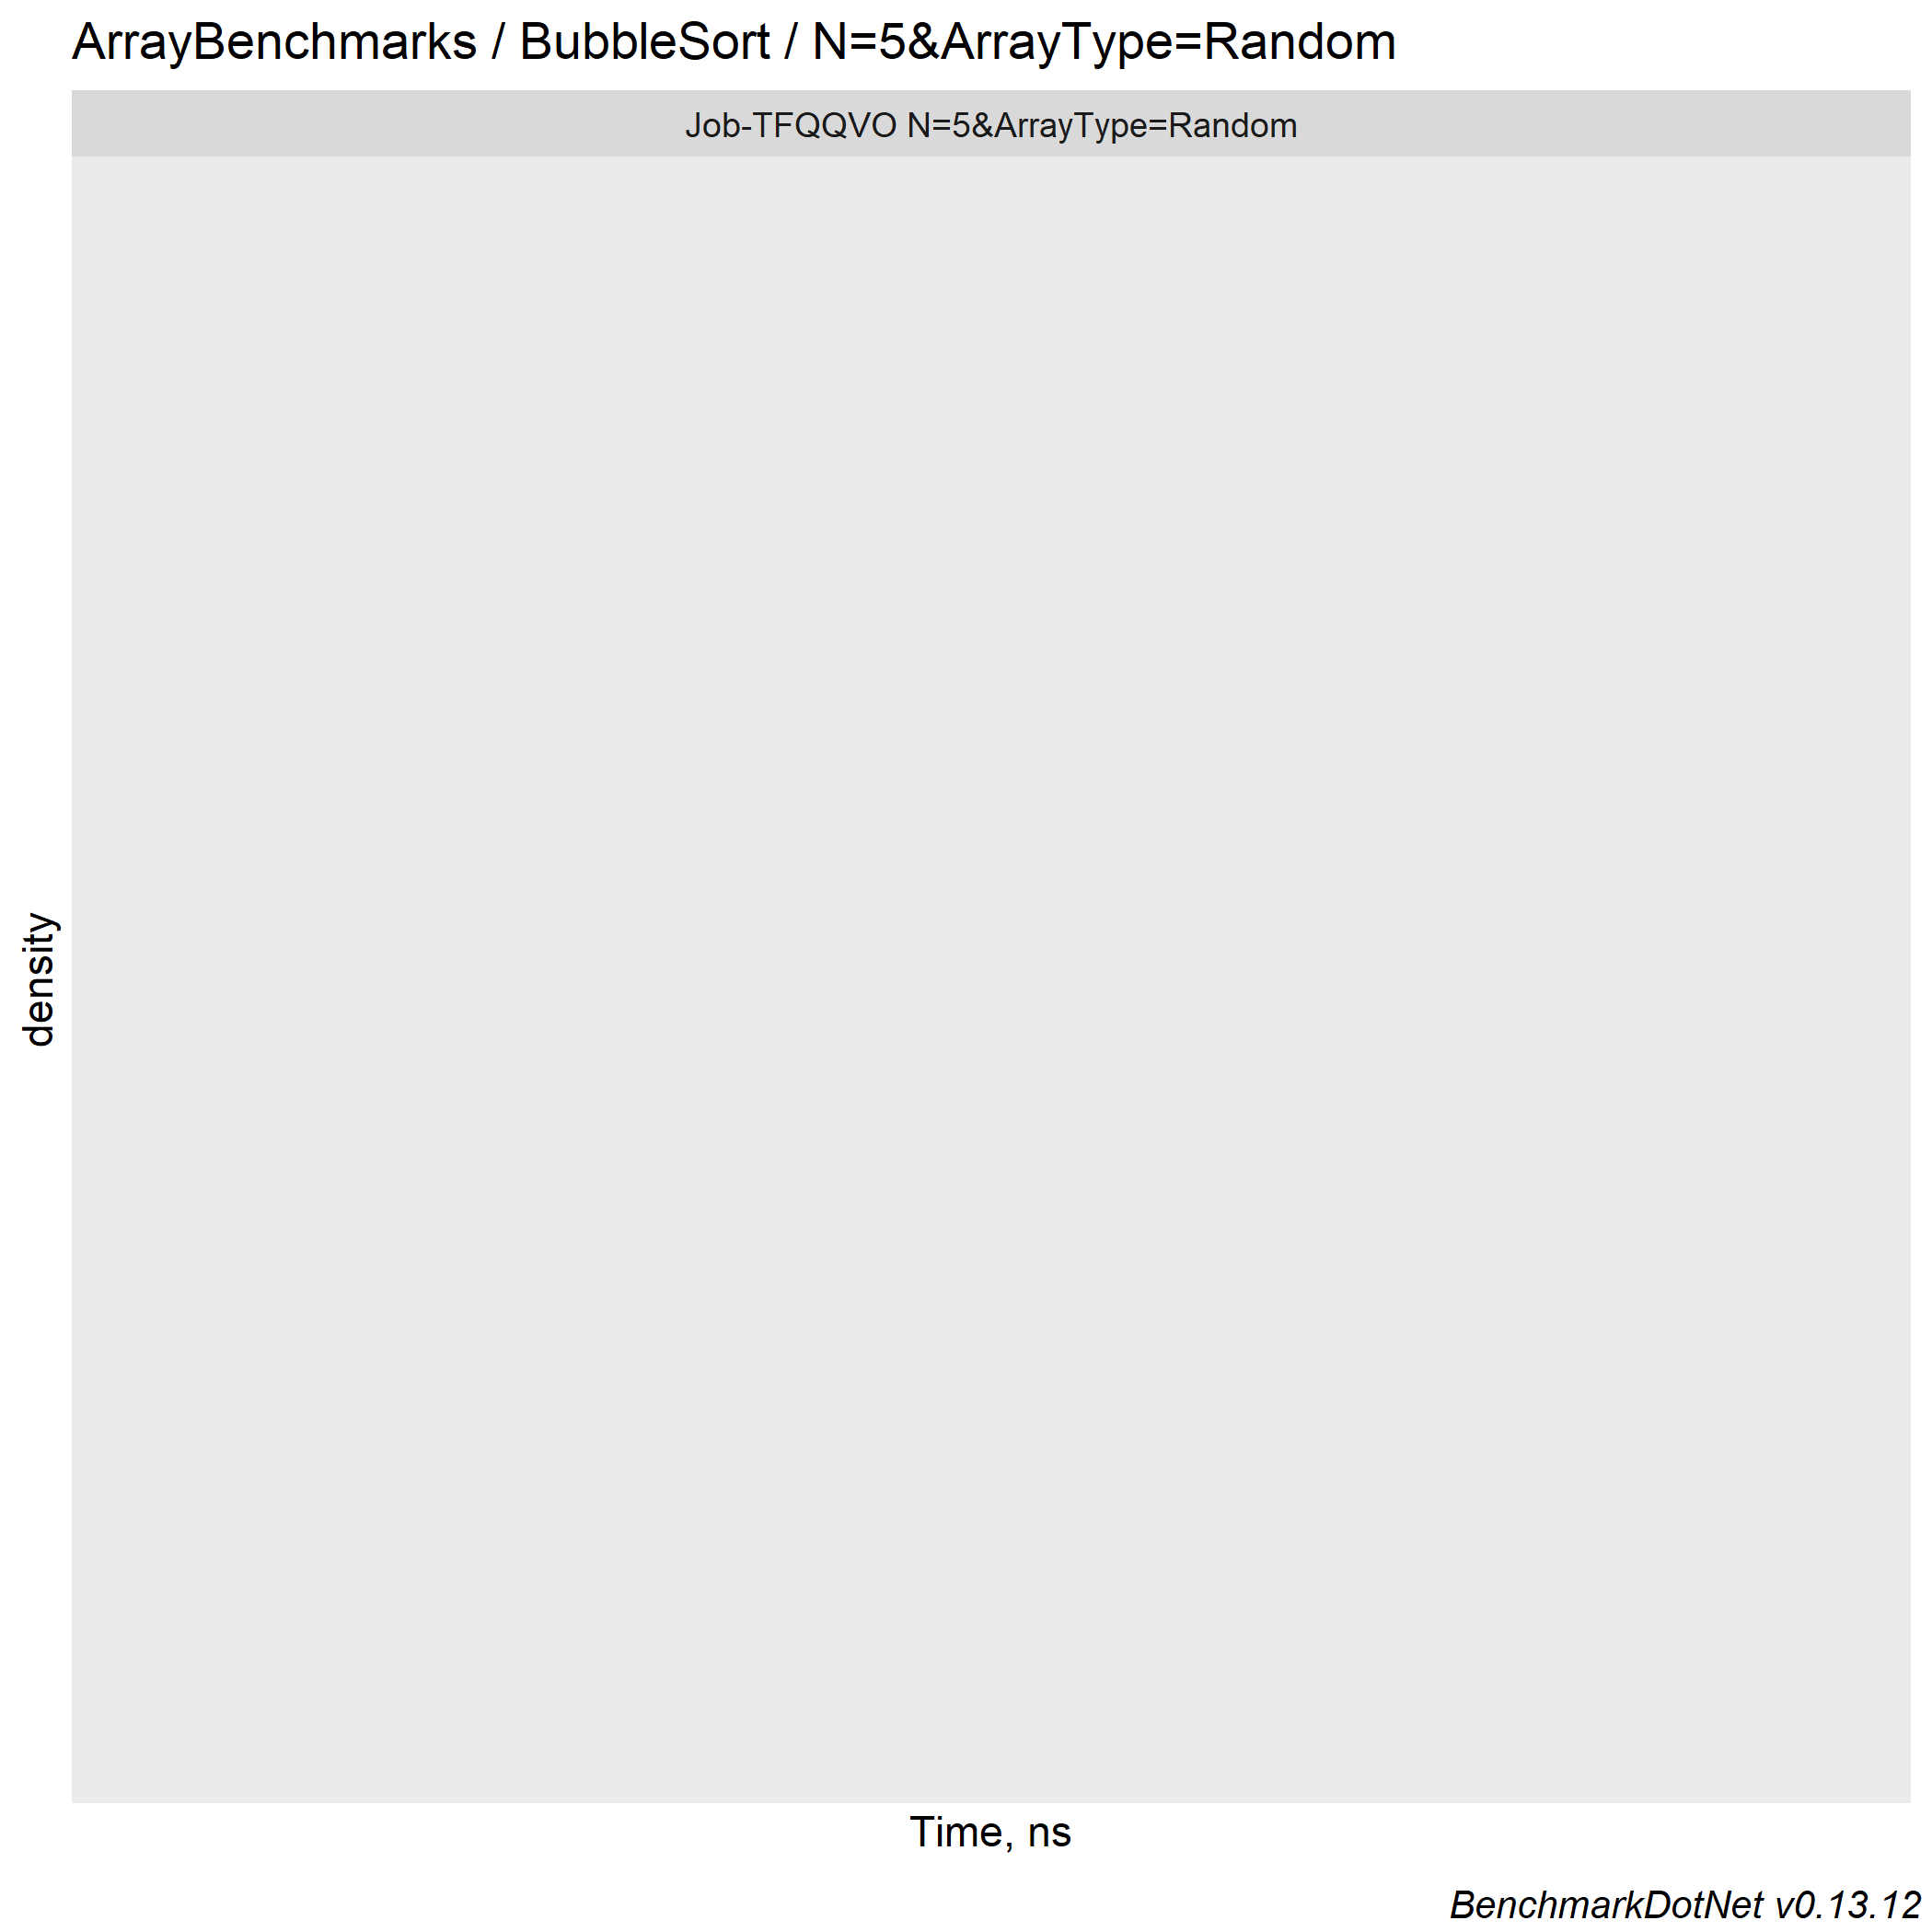 ArrayBenchmarks / BubbleSort / N=5&ArrayType=Random
Job-TFQQVO N=5&ArrayType=Random
density
Time, ns
BenchmarkDotNet v0.13.12